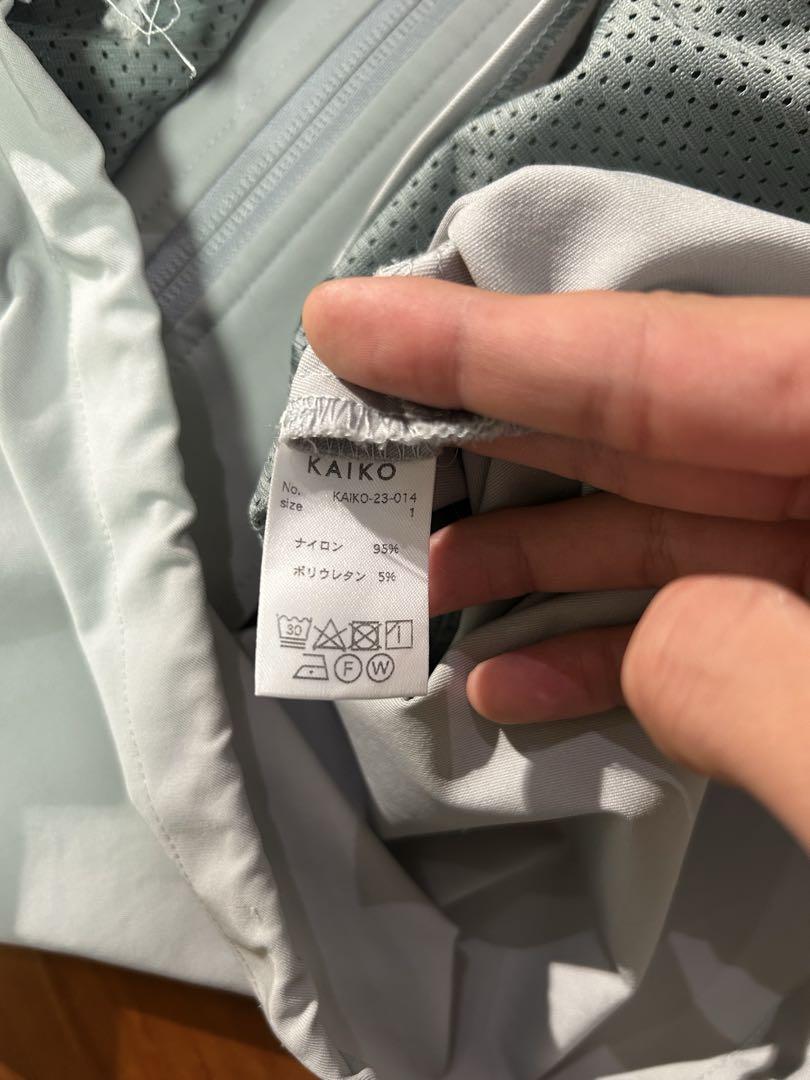 KAIKO
No. KAIKO-23-014
size 1
ナイロン 95%
ポリウレタン 5%
30
F W